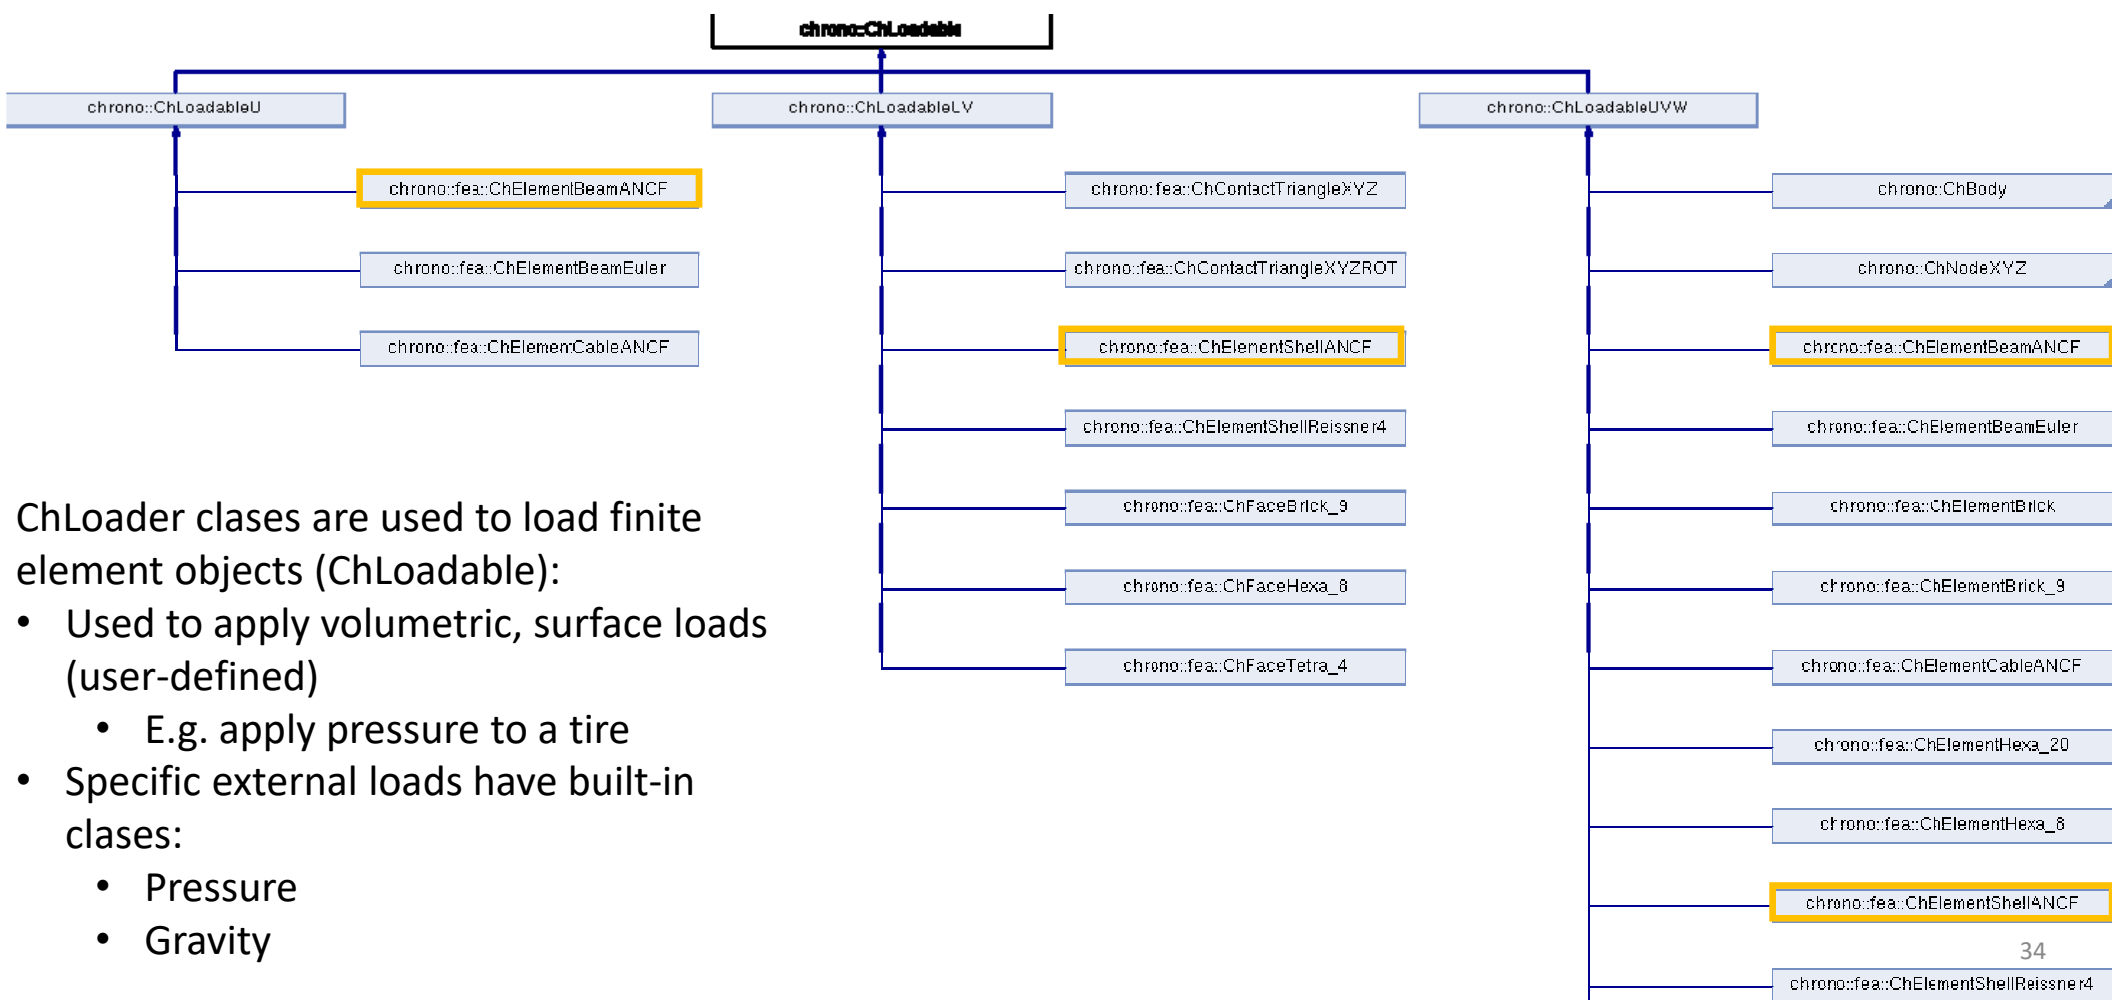 chrono::ChLoadable
chrono::ChLoadableU
chrono::ChLoadableUV
chrono::ChLoadableUVW
chrono::fea::ChElementBeamANCF
chrono::fea::ChElementBeamEuler
chrono::fea::ChElementCableANCF
chrono::fea::ChContactTriangleXYZ
chrono::fea::ChContactTriangleXYZROT
chrono::fea::ChElementShellANCF
chrono::fea::ChElementShellReissner4
chrono::fea::ChFaceBrick_9
chrono::fea::ChFaceHexa_8
chrono::fea::ChFaceTetra_4
chrono::ChBody
chrono::ChNodeXYZ
chrono::fea::ChElementBeamANCF
chrono::fea::ChElementBeamEuler
chrono::fea::ChElementBrick
chrono::fea::ChElementBrick_9
chrono::fea::ChElementCableANCF
chrono::fea::ChElementHexa_20
chrono::fea::ChElementHexa_8
chrono::fea::ChElementShellANCF
chrono::fea::ChElementShellReissner4
ChLoader clases are used to load finite
element objects (ChLoadable):
• Used to apply volumetric, surface loads
(user-defined)
• E.g. apply pressure to a tire
• Specific external loads have built-in
clases:
• Pressure
• Gravity
34